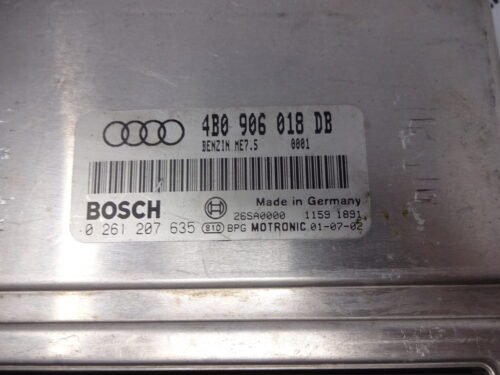 4B0 906 018 DB
BENZIN ME7.5 0001
BOSCH Made in Germany
26SA0000 1159 1891
0 261 207 635 810 BPG MOTRONIC 01-07-02